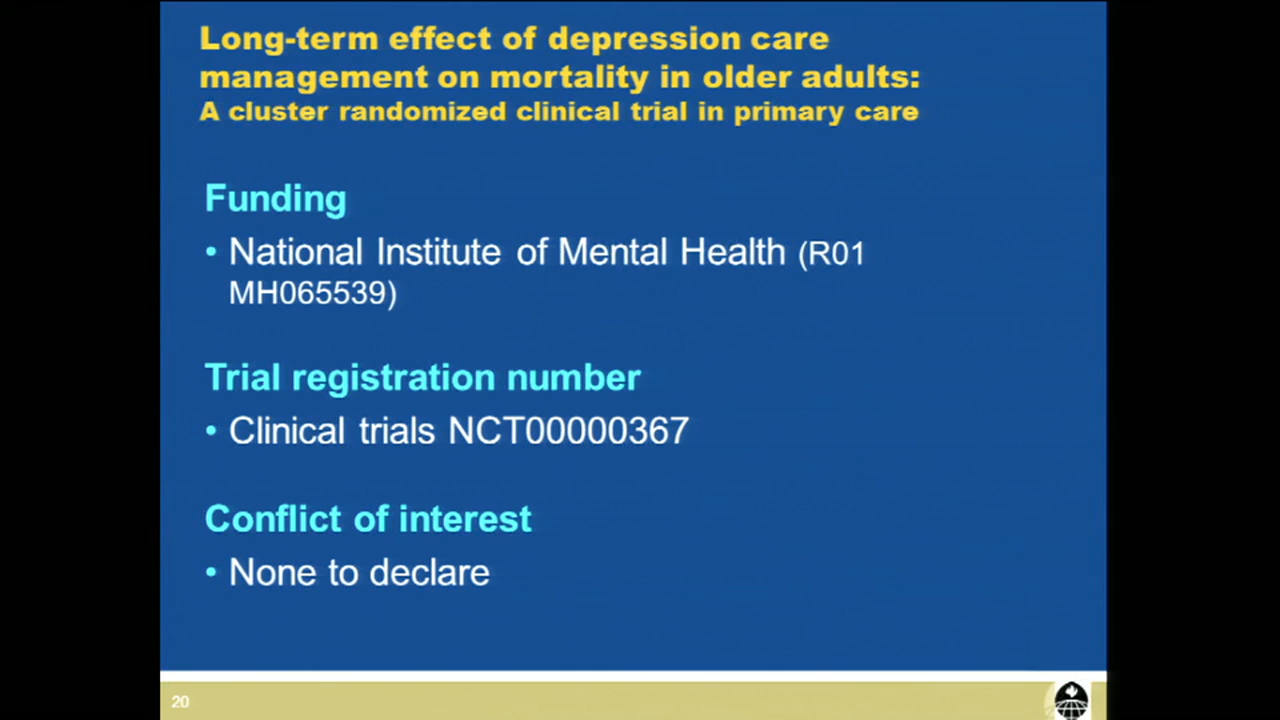 Long-term effect of depression care
management on mortality in older adults:
A cluster randomized clinical trial in primary care
Funding
• National Institute of Mental Health (R01
MH065539)
Trial registration number
• Clinical trials NCT00000367
Conflict of interest
• None to declare
20